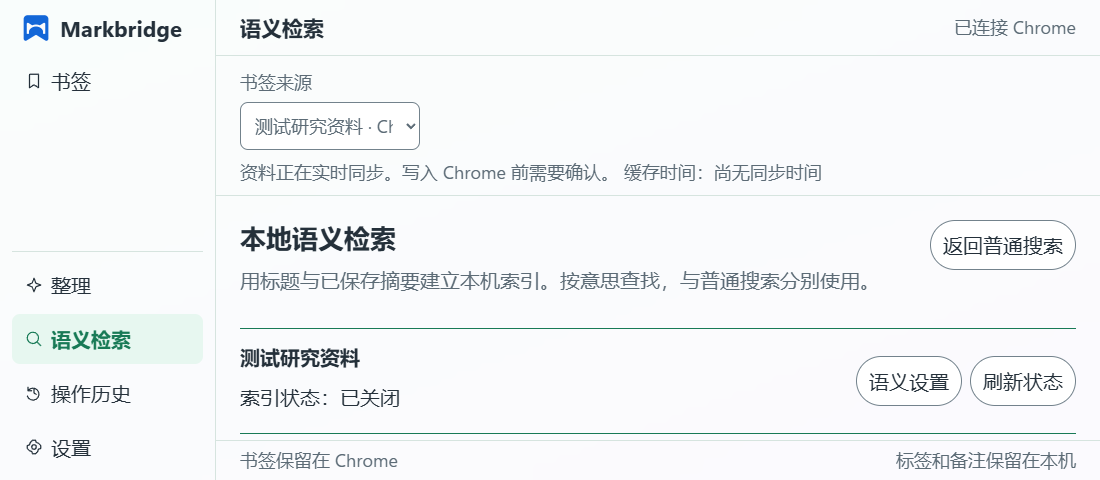 Markbridge
书签
整理
语义检索
操作历史
设置
语义检索
已连接 Chrome
书签来源
测试研究资料 · Ch
资料正在实时同步。写入 Chrome 前需要确认。 缓存时间：尚无同步时间
本地语义检索
返回普通搜索
用标题与已保存摘要建立本机索引。按意思查找，与普通搜索分别使用。
测试研究资料
索引状态：已关闭
语义设置
刷新状态
书签保留在 Chrome
标签和备注保留在本机